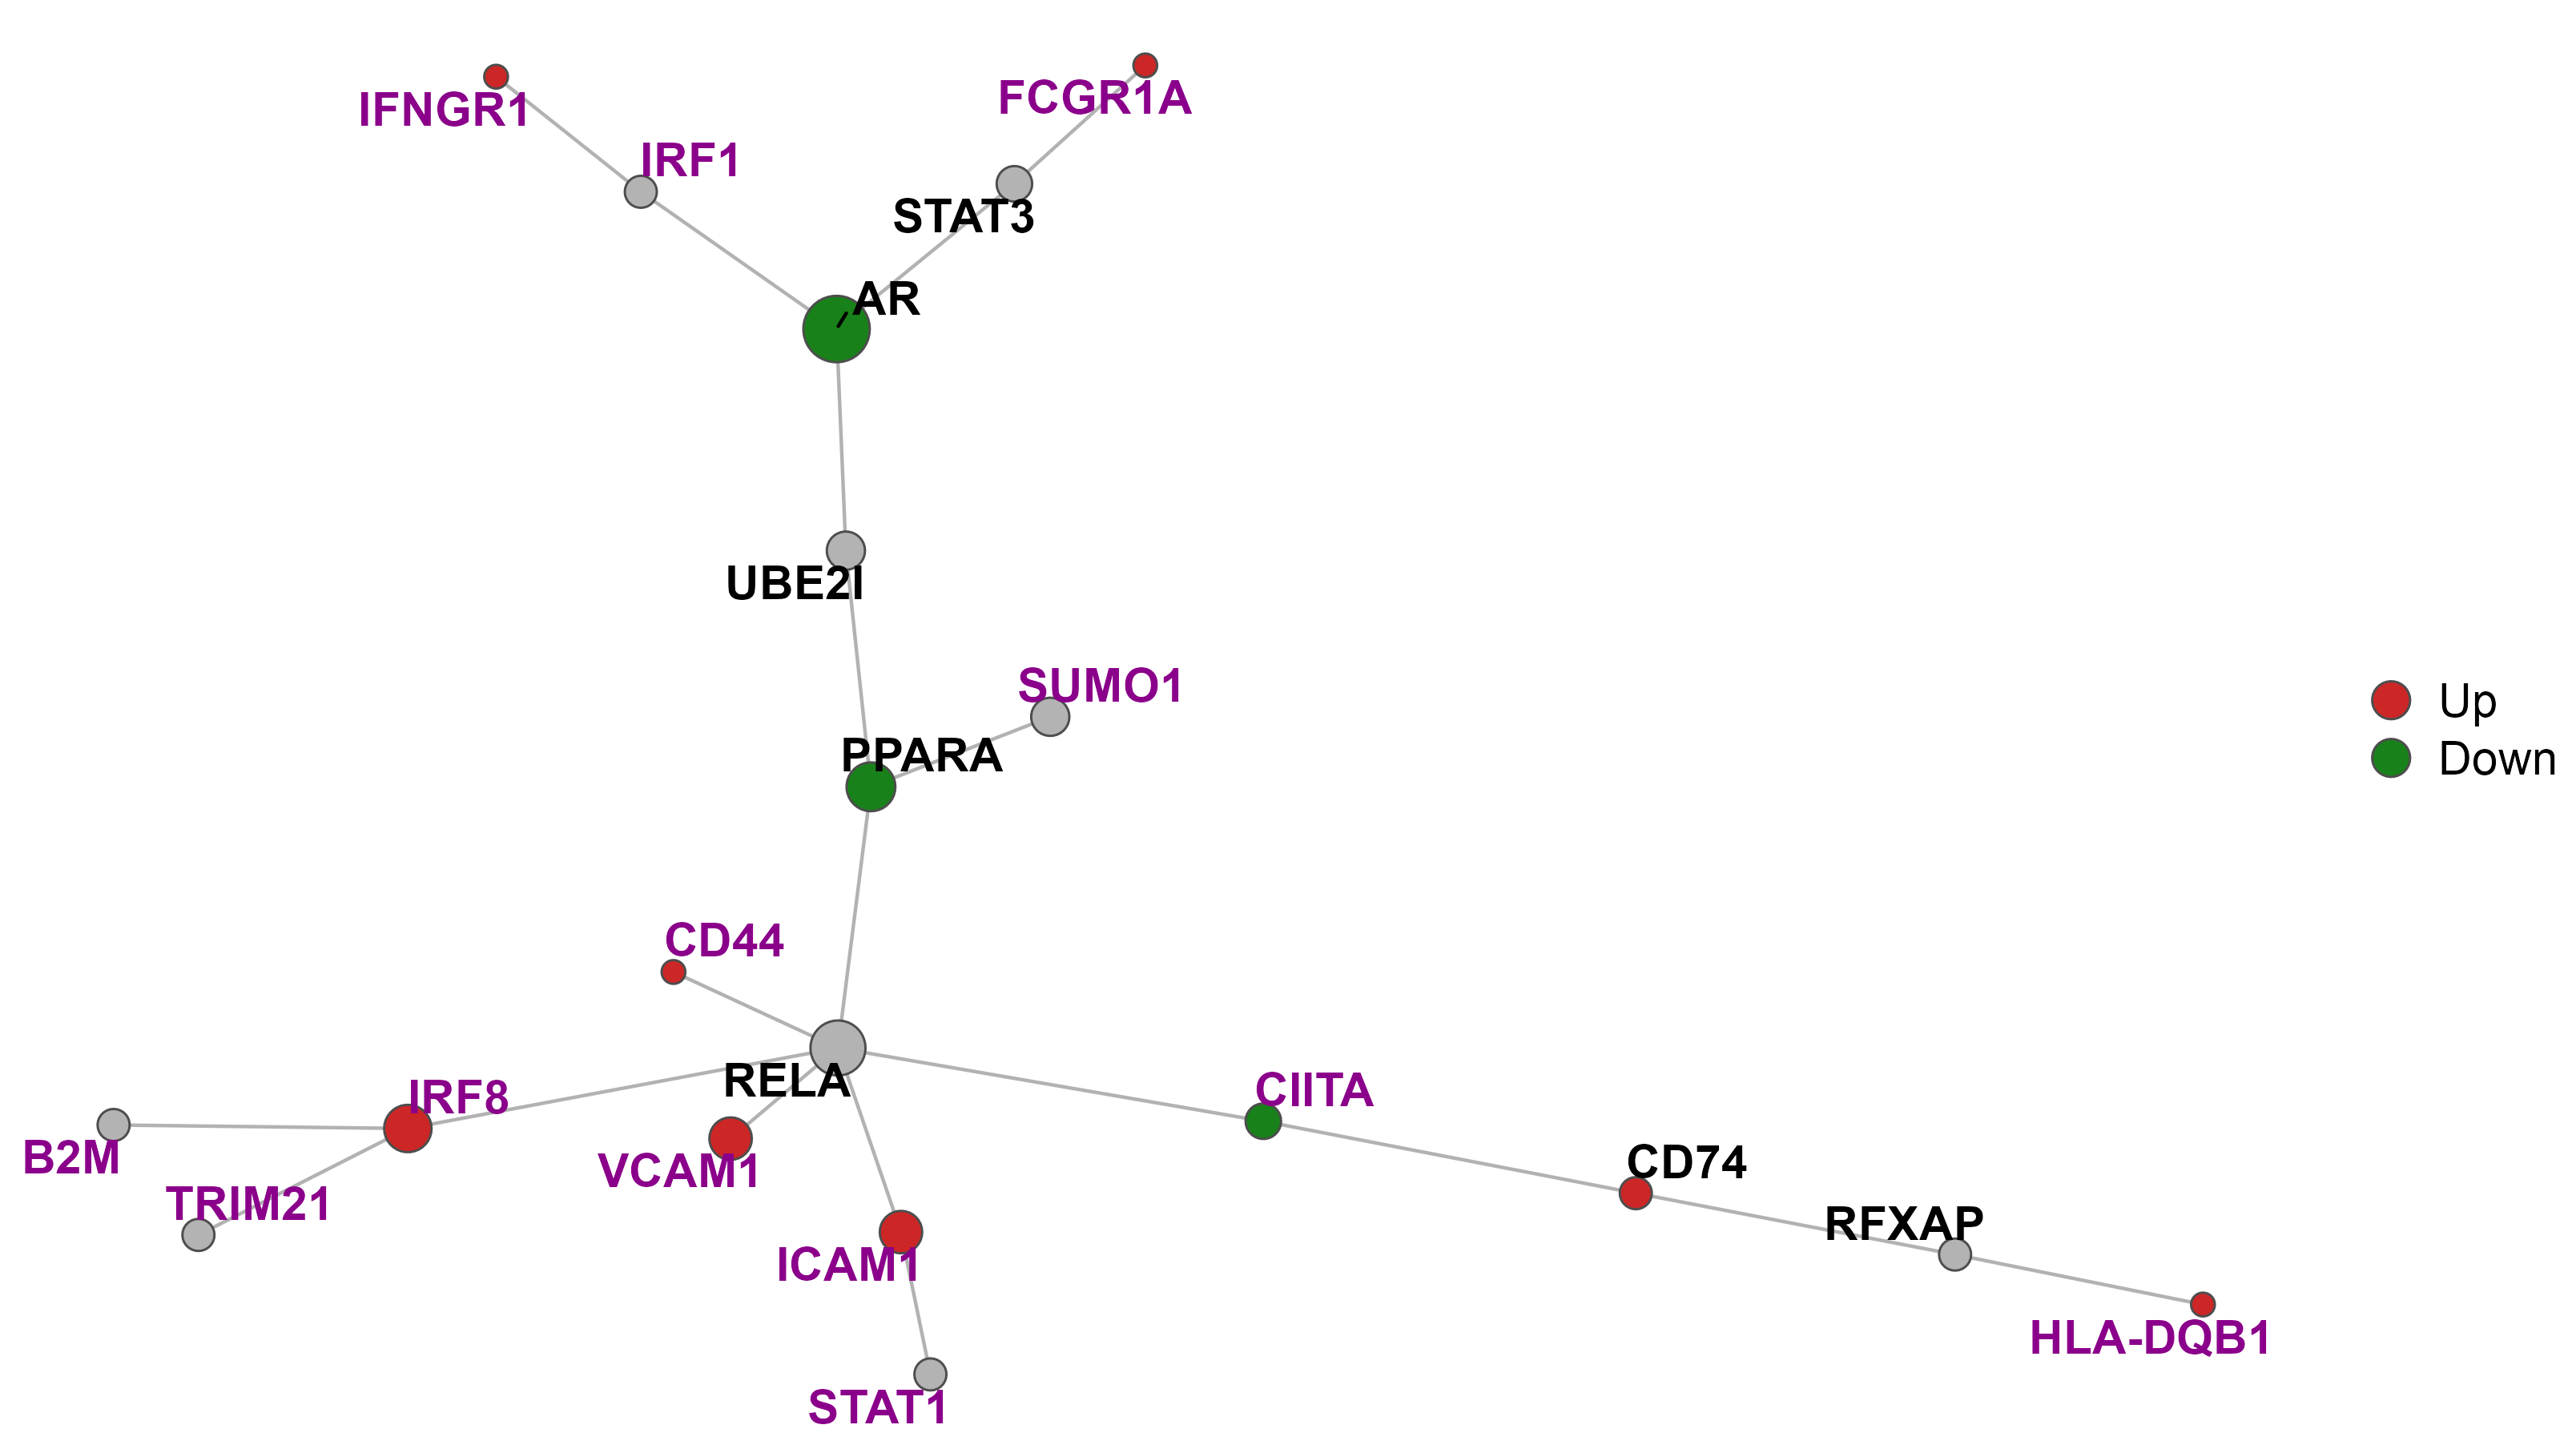 FCGR1A
IFNGR1
IRF1
STAT3
AR
UBE2I
SUMO1
Up
PPARA
Down
CD44
RELA
CIITA
IRF8
B2M
VCAM1
CD74
TRIM21
RFXAP
ICAM1
HLA-DQB1
STAT1